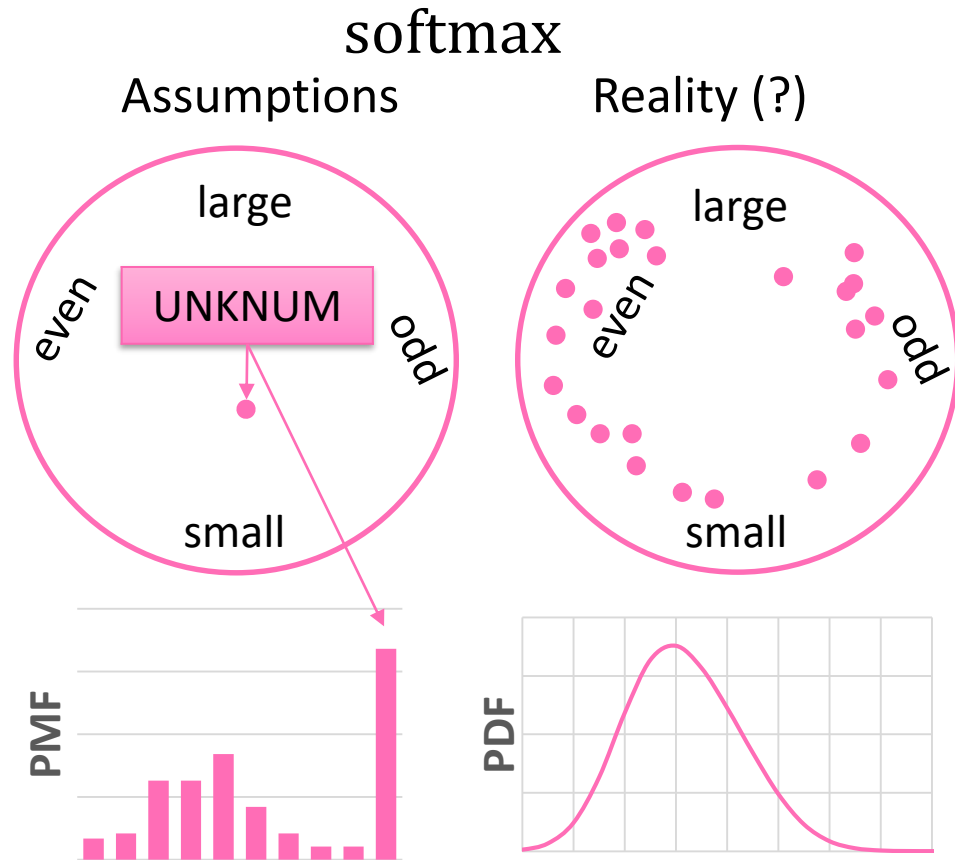 softmax
Assumptions
Reality (?)
large
even
UNKNUM
odd
small
large
even
odd
small
PMF
PDF